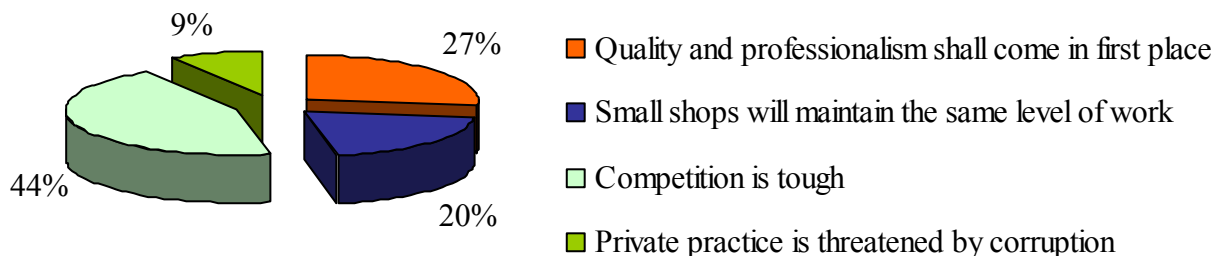 9%
27%
44%
20%
Quality and professionalism shall come in first place
Small shops will maintain the same level of work
Competition is tough
Private practice is threatened by corruption